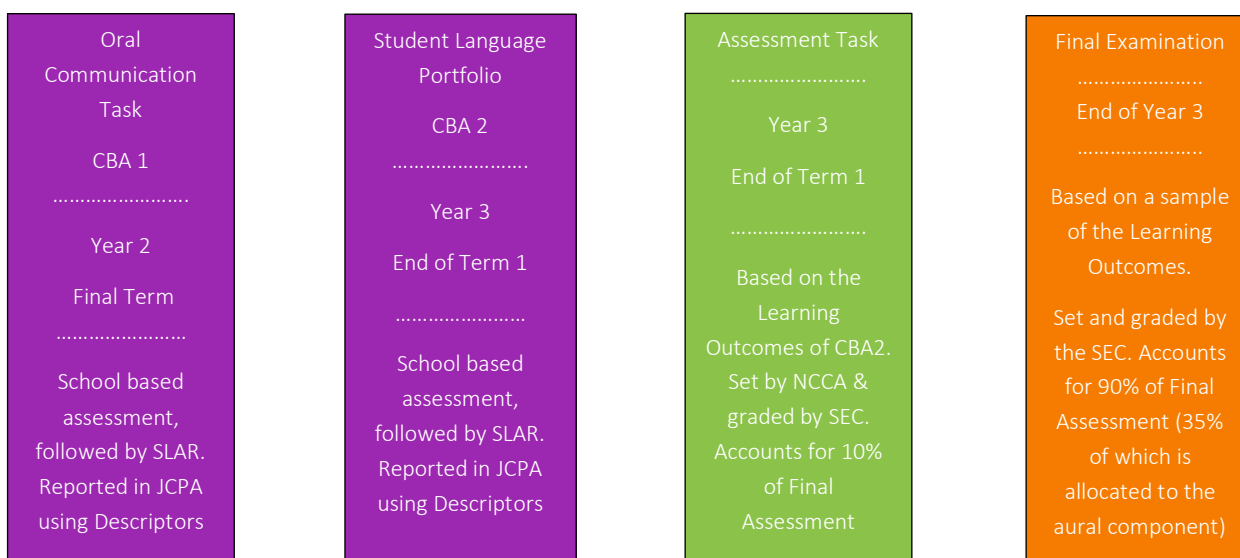 Oral
Communication
Task
CBA 1
…………………….
Year 2
Final Term
……………………
School based
assessment,
followed by SLAR.
Reported in JCPA
using Descriptors
Student Language
Portfolio
CBA 2
…………………….
Year 3
End of Term 1
……………………
School based
assessment,
followed by SLAR.
Reported in JCPA
using Descriptors
Assessment Task
…………………….
Year 3
End of Term 1
…………………….
Based on the
Learning
Outcomes of CBA2.
Set by NCCA &
graded by SEC.
Accounts for 10%
of Final
Assessment
Final Examination
…………………..
End of Year 3
…………………..
Based on a sample
of the Learning
Outcomes.
Set and graded by
the SEC. Accounts
for 90% of Final
Assessment (35%
of which is
allocated to the
aural component)